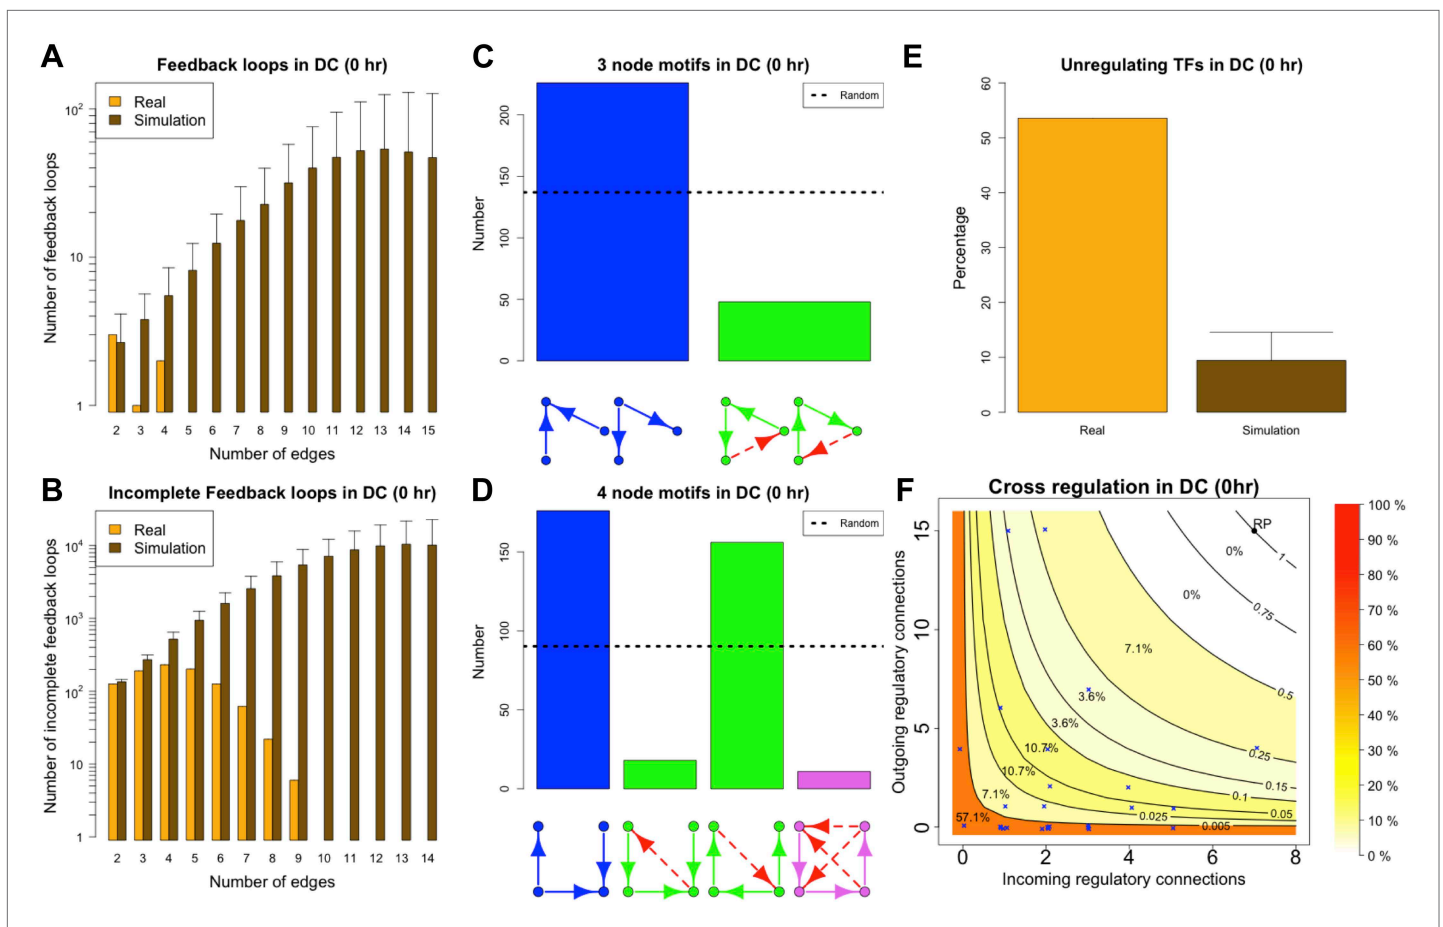 A
Feedback loops in DC (0 hr)
Real
Simulation
Number of feedback loops
10²
10
1
2 3 4 5 6 7 8 9 10 11 12 13 14 15
Number of edges
B
Incomplete Feedback loops in DC (0 hr)
Real
Simulation
Number of incomplete feedback loops
10⁴
10³
10²
10
1
2 3 4 5 6 7 8 9 10 11 12 13 14
Number of edges
C
3 node motifs in DC (0 hr)
Random
Number
200
150
100
50
0
D
4 node motifs in DC (0 hr)
Random
Number
150
100
50
0
E
Unregulating TFs in DC (0 hr)
Percentage
60
50
40
30
20
10
0
Real Simulation
F
Cross regulation in DC (0hr)
Outgoing regulatory connections
15
10
5
0
RP
0%
1
0%
0.75
7.1%
0.5
3.6%
3.6%
0.25
10.7%
0.15
10.7%
0.1
7.1%
0.05
57.1%
0.025
0.005
0 2 4 6 8
Incoming regulatory connections
100 %
90 %
80 %
70 %
60 %
50 %
40 %
30 %
20 %
10 %
0 %